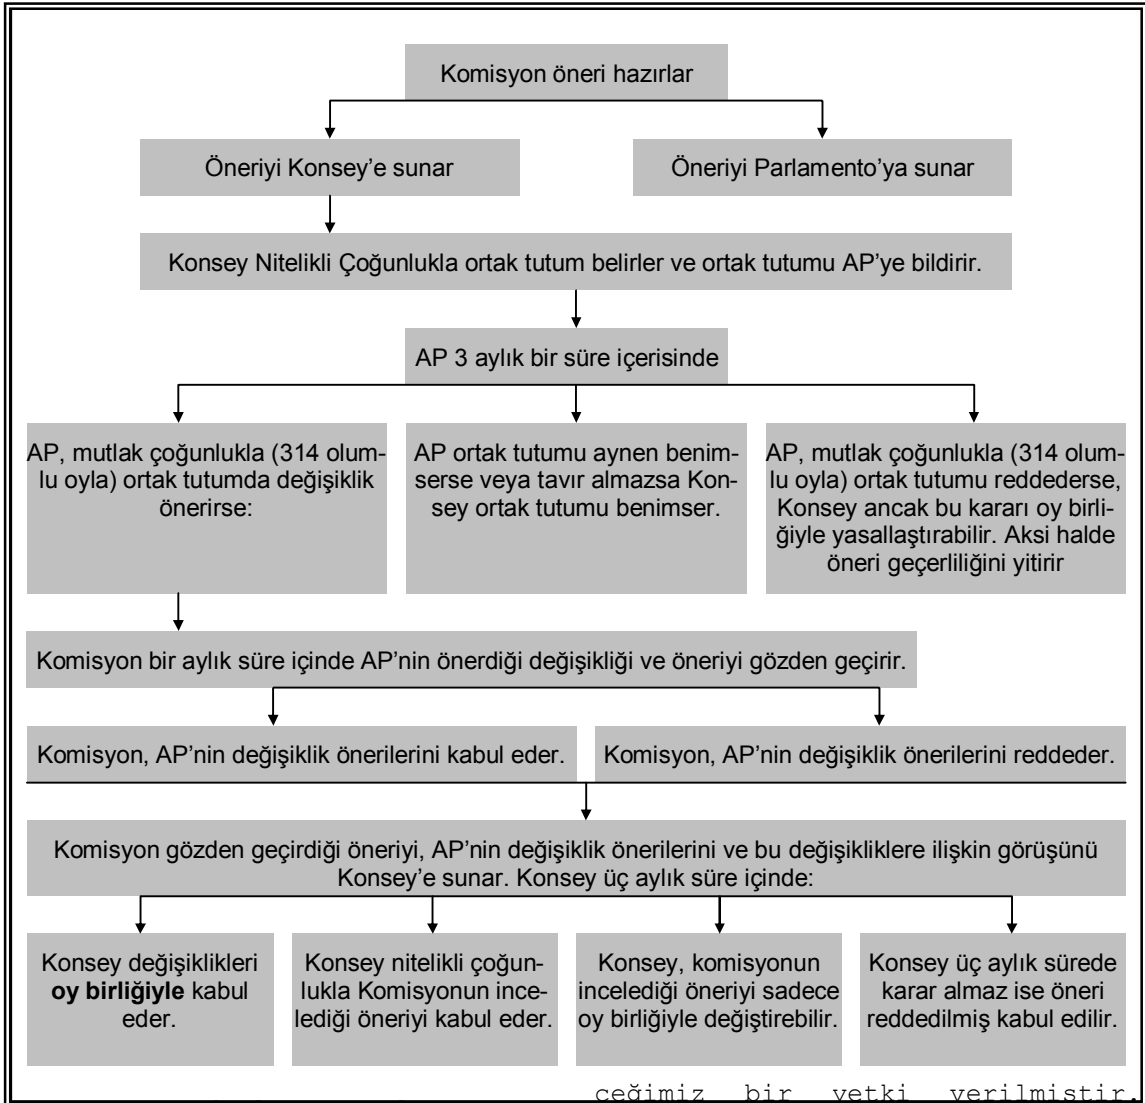 Komisyon öneri hazırlar
Öneriyi Konsey’e sunar
Öneriyi Parlamento’ya sunar
Konsey Nitelikli Çoğunlukla ortak tutum belirler ve ortak tutumu AP’ye bildirir.
AP 3 aylık bir süre içerisinde
AP, mutlak çoğunlukla (314 olum-
lu oyla) ortak tutumda değişiklik
önerirse:
AP ortak tutumu aynen benim-
serse veya tavır almazsa Kon-
sey ortak tutumu benimser.
AP, mutlak çoğunlukla (314 olum-
lu oyla) ortak tutumu reddederse,
Konsey ancak bu kararı oy birli-
ğiyle yasallaştırabilir. Aksi halde
öneri geçerliliğini yitirir
Komisyon bir aylık süre içinde AP’nin önerdiği değişikliği ve öneriyi gözden geçirir.
Komisyon, AP’nin değişiklik önerilerini kabul eder.
Komisyon, AP’nin değişiklik önerilerini reddeder.
Komisyon gözden geçirdiği öneriyi, AP’nin değişiklik önerilerini ve bu değişikliklere ilişkin görüşünü
Konsey’e sunar. Konsey üç aylık süre içinde:
Konsey değişiklikleri
oy birliğiyle kabul
eder.
Konsey nitelikli çoğun-
lukla Komisyonun ince-
lediği öneriyi kabul eder.
Konsey, komisyonun
incelediği öneriyi sadece
oy birliğiyle değiştirebilir.
Konsey üç aylık sürede
karar almaz ise öneri
reddedilmiş kabul edilir.
ceğimiz bir yetki verilmiştir.